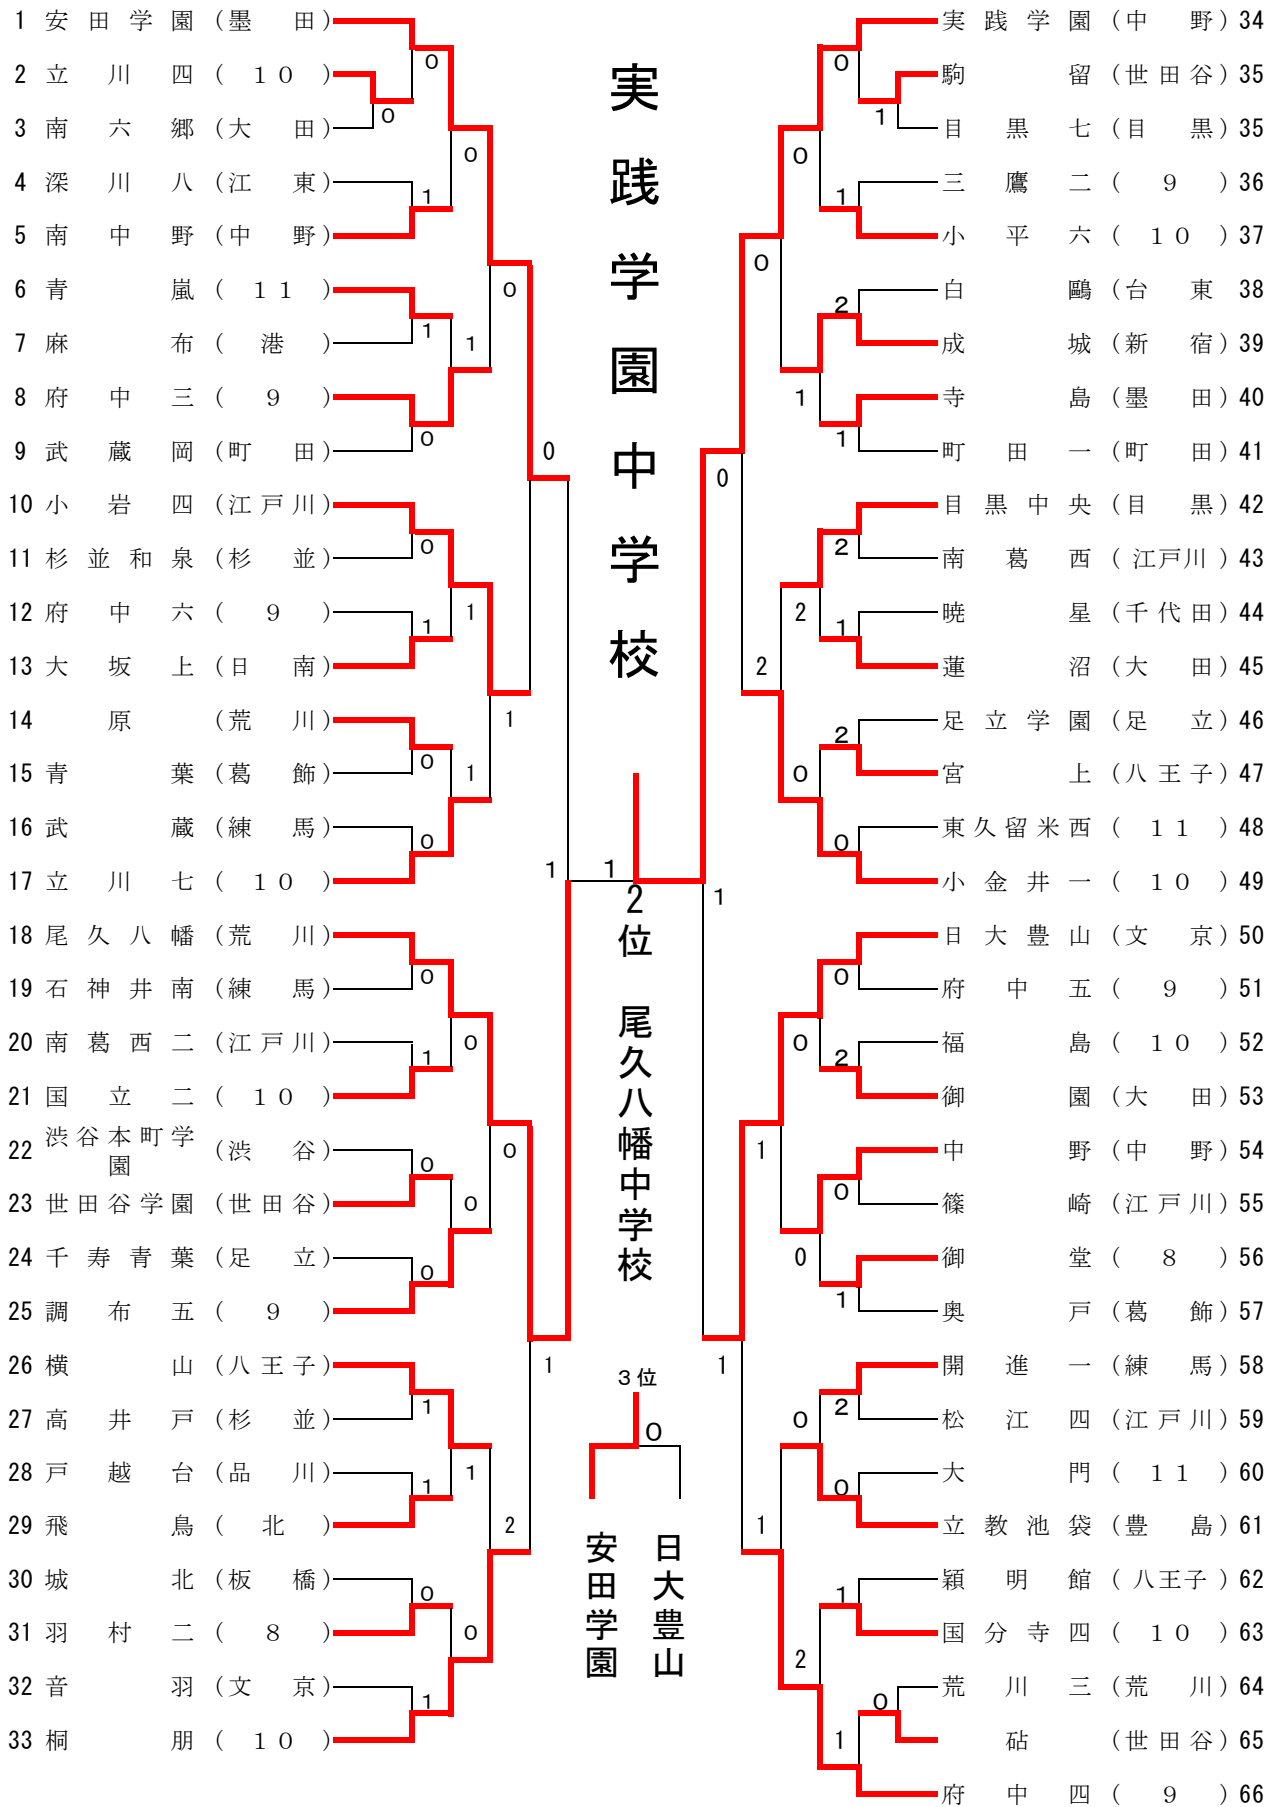 1 安田学園 (墨田)
2 立川四 (10)
3 南六郷 (大田)
4 深川八 (江東)
5 南中野 (中野)
6 青嵐 (11)
7 麻布 (港)
8 府中三 (9)
9 武蔵岡 (町田)
10 小岩四 (江戸川)
11 杉並和泉 (杉並)
12 府中六 (9)
13 大坂上 (日南)
14 原 (荒川)
15 青葉 (葛飾)
16 武蔵 (練馬)
17 立川七 (10)
18 尾久八幡 (荒川)
19 石神井南 (練馬)
20 南葛西二 (江戸川)
21 国立二 (10)
22 渋谷本町学園 (渋谷)
23 世田谷学園 (世田谷)
24 千寿青葉 (足立)
25 調布五 (9)
26 横山 (八王子)
27 高井戸 (杉並)
28 戸越台 (品川)
29 飛鳥 (北)
30 城北 (板橋)
31 羽村二 (8)
32 音羽 (文京)
33 桐朋 (10)
0
0
1
1
0
0
1
0
0
1
0
0
1
0
0
1
1
0
1
1
1
0
0
1
0
0
1
1
0
1
0
1
0
0
2
0
1
1
実践学園中学校
1
2位 尾久八幡中学校
3位
0
安田学園
日大豊山
実践学園 (中野) 34
駒留 (世田谷) 35
目黒七 (目黒) 35
三鷹二 (9) 36
小平六 (10) 37
白鷗 (台東 38
成城 (新宿) 39
寺島 (墨田) 40
町田一 (町田) 41
目黒中央 (目黒) 42
南葛西 (江戸川) 43
暁星 (千代田) 44
蓮沼 (大田) 45
足立学園 (足立) 46
宮上 (八王子) 47
東久留米西 (11) 48
小金井一 (10) 49
日大豊山 (文京) 50
府中五 (9) 51
福島 (10) 52
御園 (大田) 53
中野 (中野) 54
篠崎 (江戸川) 55
御堂 (8) 56
奥戸 (葛飾) 57
開進一 (練馬) 58
松江四 (江戸川) 59
大門 (11) 60
立教池袋 (豊島) 61
穎明館 (八王子) 62
国分寺四 (10) 63
荒川三 (荒川) 64
砧 (世田谷) 65
府中四 (9) 66
0
1
0
1
0
2
1
1
0
2
2
1
2
2
0
0
1
0
0
2
1
0
0
1
1
2
0
0
1
1
2
0
1